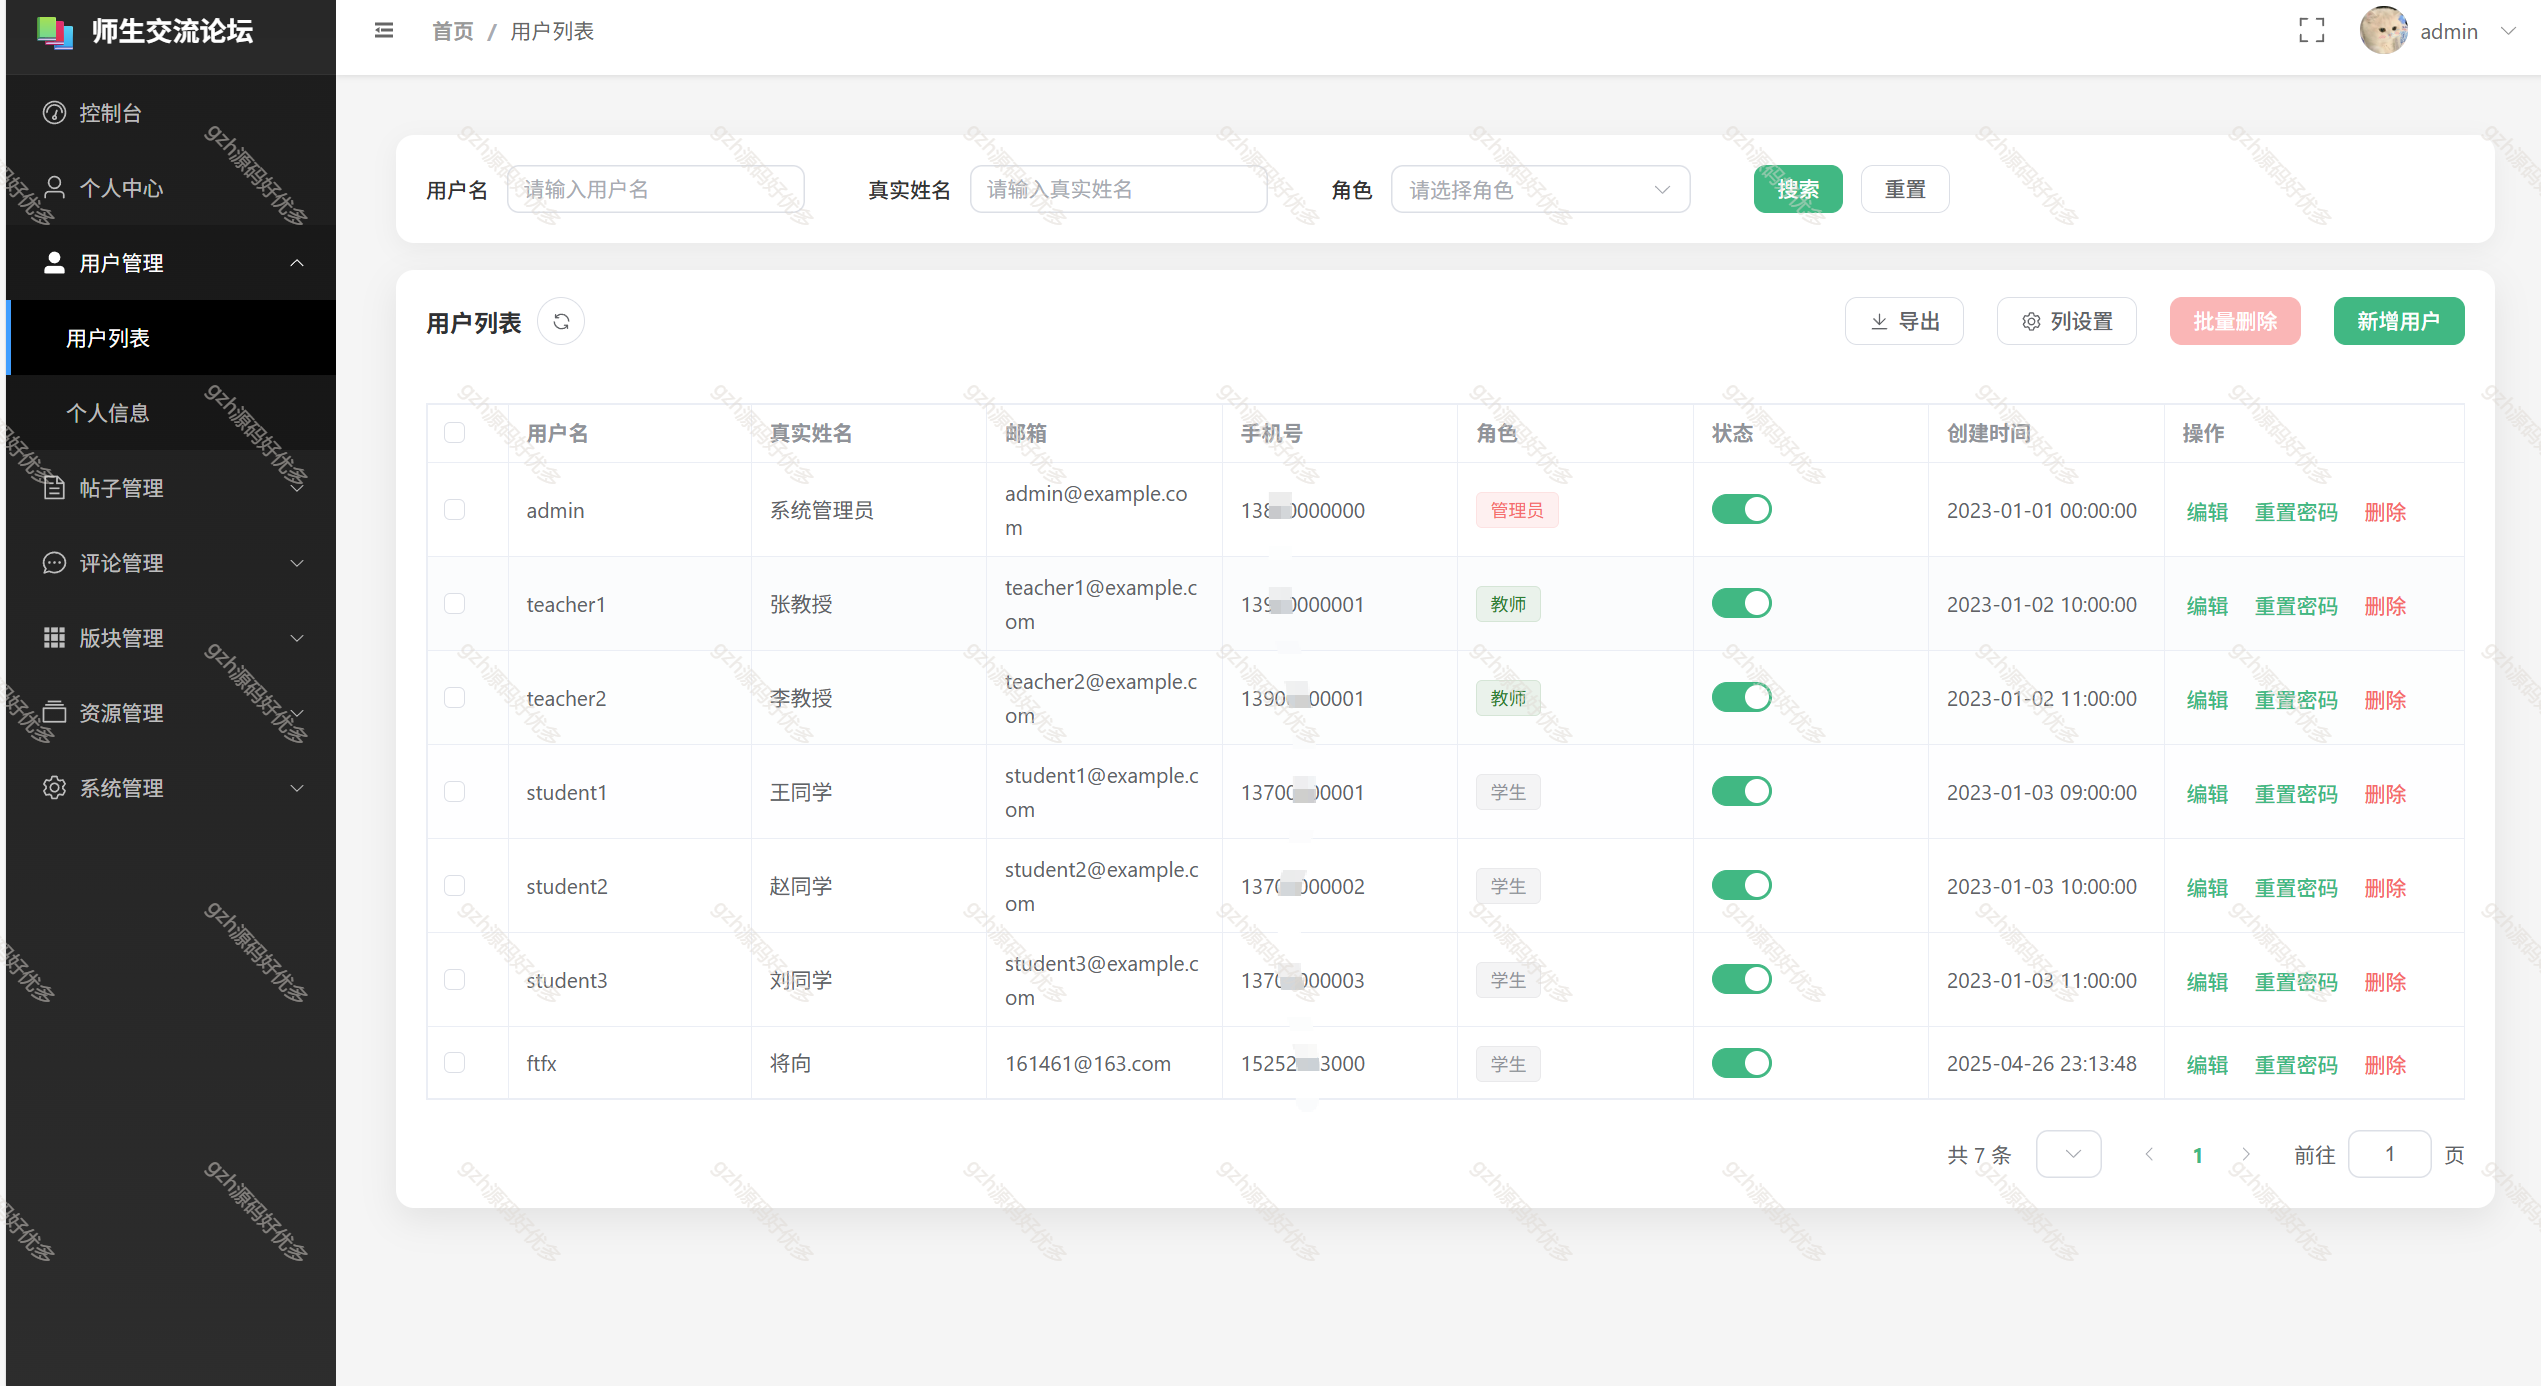 师生交流论坛
首页 / 用户列表
admin
控制台
个人中心
用户管理
用户列表
个人信息
帖子管理
评论管理
版块管理
资源管理
系统管理
用户名 请输入用户名 真实姓名 请输入真实姓名 角色 请选择角色 搜索 重置
用户列表 导出 列设置 批量删除 新增用户
用户名 真实姓名 邮箱 手机号 角色 状态 创建时间 操作
admin 系统管理员 admin@example.com 138 0000000 管理员 2023-01-01 00:00:00 编辑 重置密码 删除
teacher1 张教授 teacher1@example.com 139 0000001 教师 2023-01-02 10:00:00 编辑 重置密码 删除
teacher2 李教授 teacher2@example.com 1390 00001 教师 2023-01-02 11:00:00 编辑 重置密码 删除
student1 王同学 student1@example.com 1370 00001 学生 2023-01-03 09:00:00 编辑 重置密码 删除
student2 赵同学 student2@example.com 137 000002 学生 2023-01-03 10:00:00 编辑 重置密码 删除
student3 刘同学 student3@example.com 137 000003 学生 2023-01-03 11:00:00 编辑 重置密码 删除
ftfx 将向 161461@163.com 15252 3000 学生 2025-04-26 23:13:48 编辑 重置密码 删除
共 7 条 1 前往 1 页
gzh源码好优多